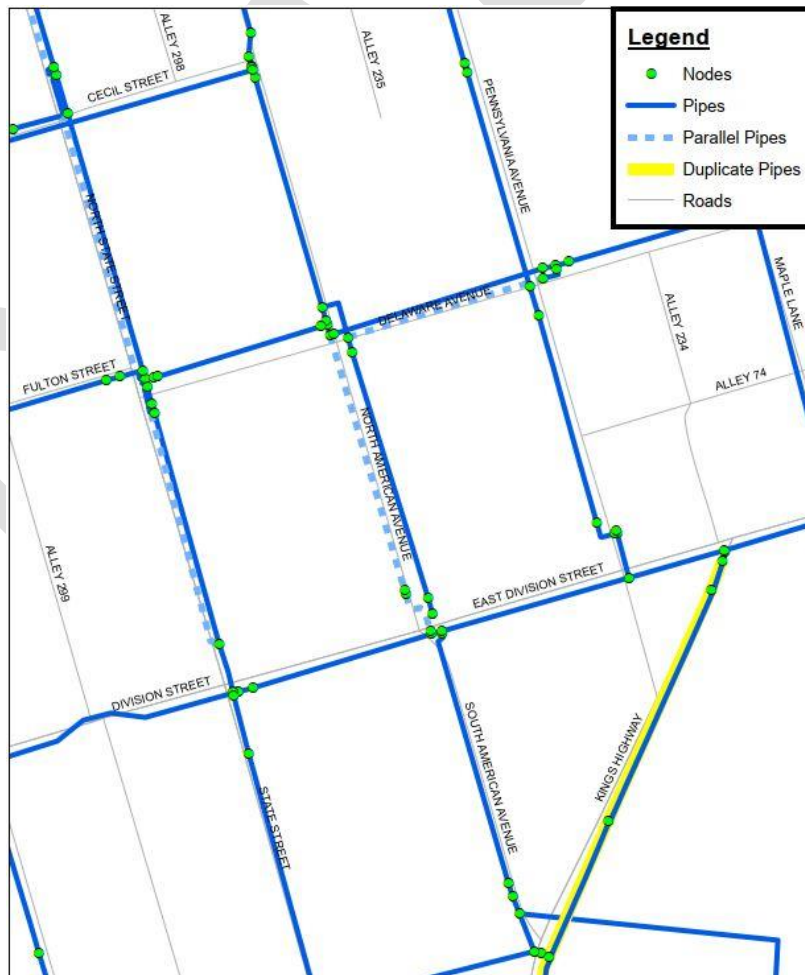 Legend
Nodes
Pipes
Parallel Pipes
Duplicate Pipes
Roads
ALLEY 298
ALLEY 235
CECIL STREET
PENNSYLVANIA AVENUE
NORTH STATE STREET
DELAWARE AVENUE
MAPLE LANE
ALLEY 234
FULTON STREET
ALLEY 74
NORTH AMERICAN AVENUE
ALLEY 299
EAST DIVISION STREET
DIVISION STREET
SOUTH AMERICAN AVENUE
KINGS HIGHWAY
STATE STREET